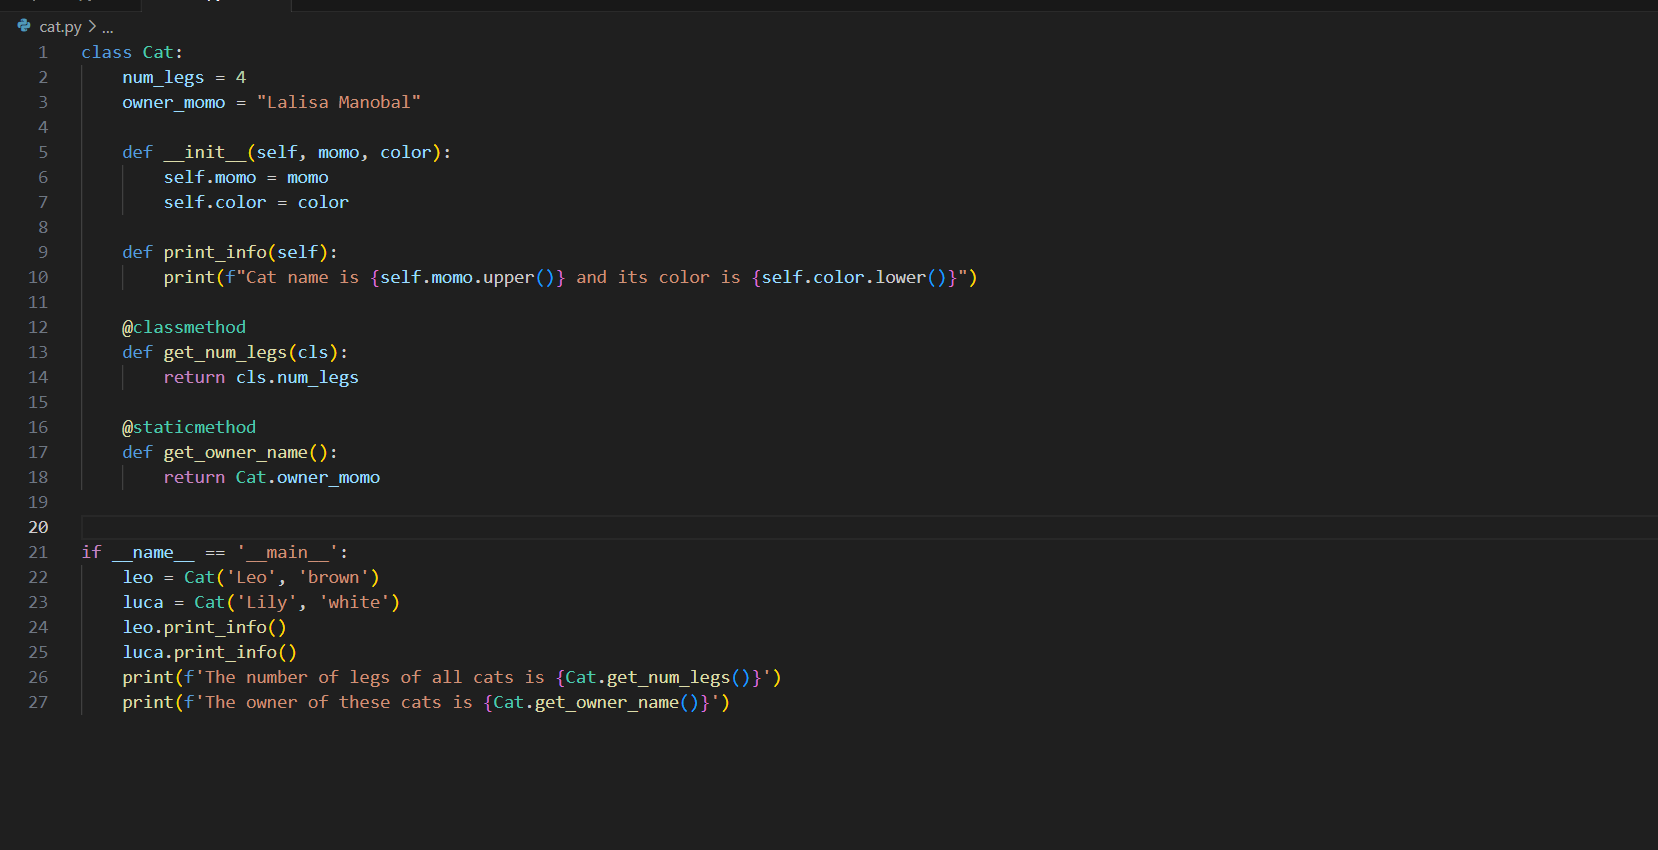 cat.py > ...
1 class Cat:
2     num_legs = 4
3     owner_momo = "Lalisa Manobal"
4
5     def __init__(self, momo, color):
6         self.momo = momo
7         self.color = color
8
9     def print_info(self):
10         print(f"Cat name is {self.momo.upper()} and its color is {self.color.lower()}")
11
12     @classmethod
13     def get_num_legs(cls):
14         return cls.num_legs
15
16     @staticmethod
17     def get_owner_name():
18         return Cat.owner_momo
19
20
21 if __name__ == '__main__':
22     leo = Cat('Leo', 'brown')
23     luca = Cat('Lily', 'white')
24     leo.print_info()
25     luca.print_info()
26     print(f'The number of legs of all cats is {Cat.get_num_legs()}')
27     print(f'The owner of these cats is {Cat.get_owner_name()}')